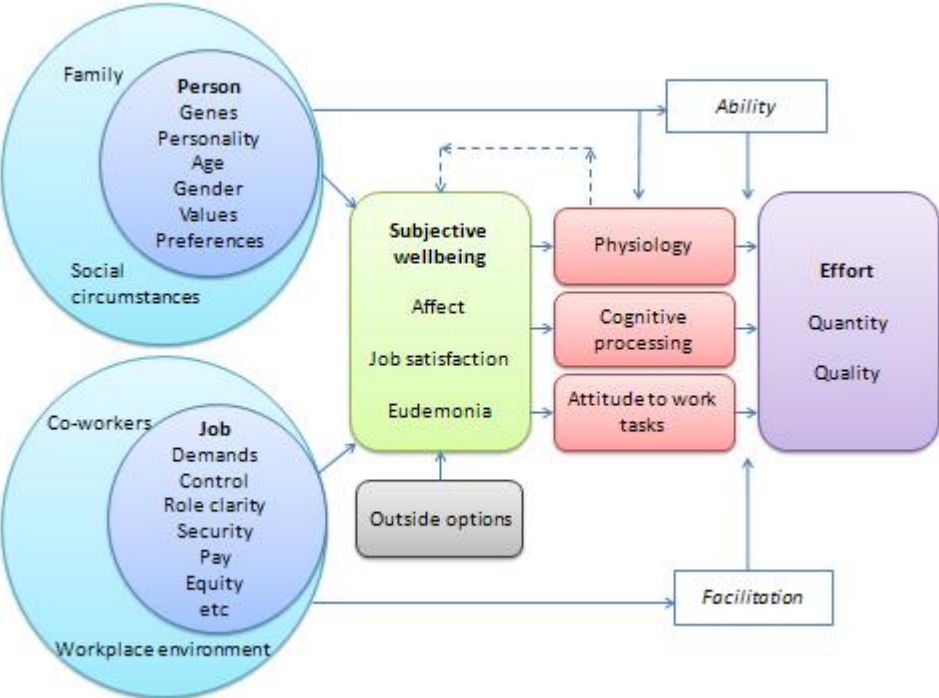 Family
Person
Genes
Personality
Age
Gender
Values
Preferences
Social
circumstances
Ability
Subjective
wellbeing
Affect
Job satisfaction
Eudemonia
Physiology
Cognitive
processing
Attitude to work
tasks
Effort
Quantity
Quality
Co-workers
Job
Demands
Control
Role clarity
Security
Pay
Equity
etc
Workplace environment
Outside options
Facilitation